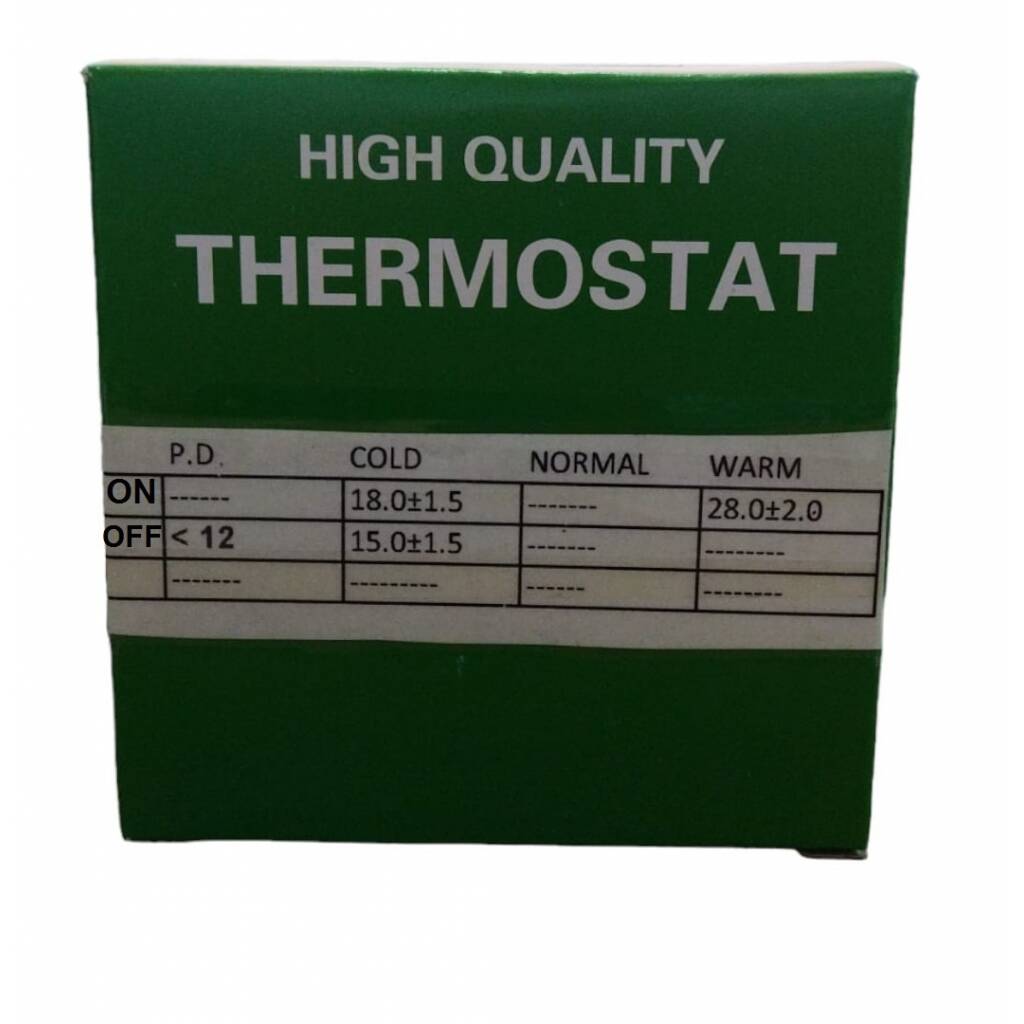 HIGH QUALITY
THERMOSTAT
P.D. COLD NORMAL WARM
ON ------ 18.0±1.5 ------- 28.0±2.0
OFF < 12 15.0±1.5 ------- --------
------- --------- ------ --------